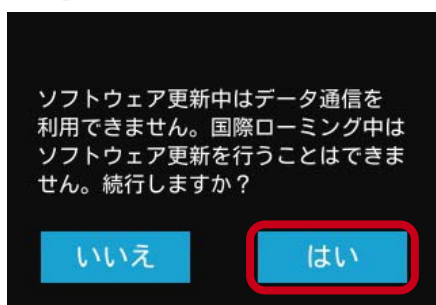 ソフトウェア更新中はデータ通信を
利用できません。国際ローミング中は
ソフトウェア更新を行うことはできま
せん。続行しますか？
いいえ
はい